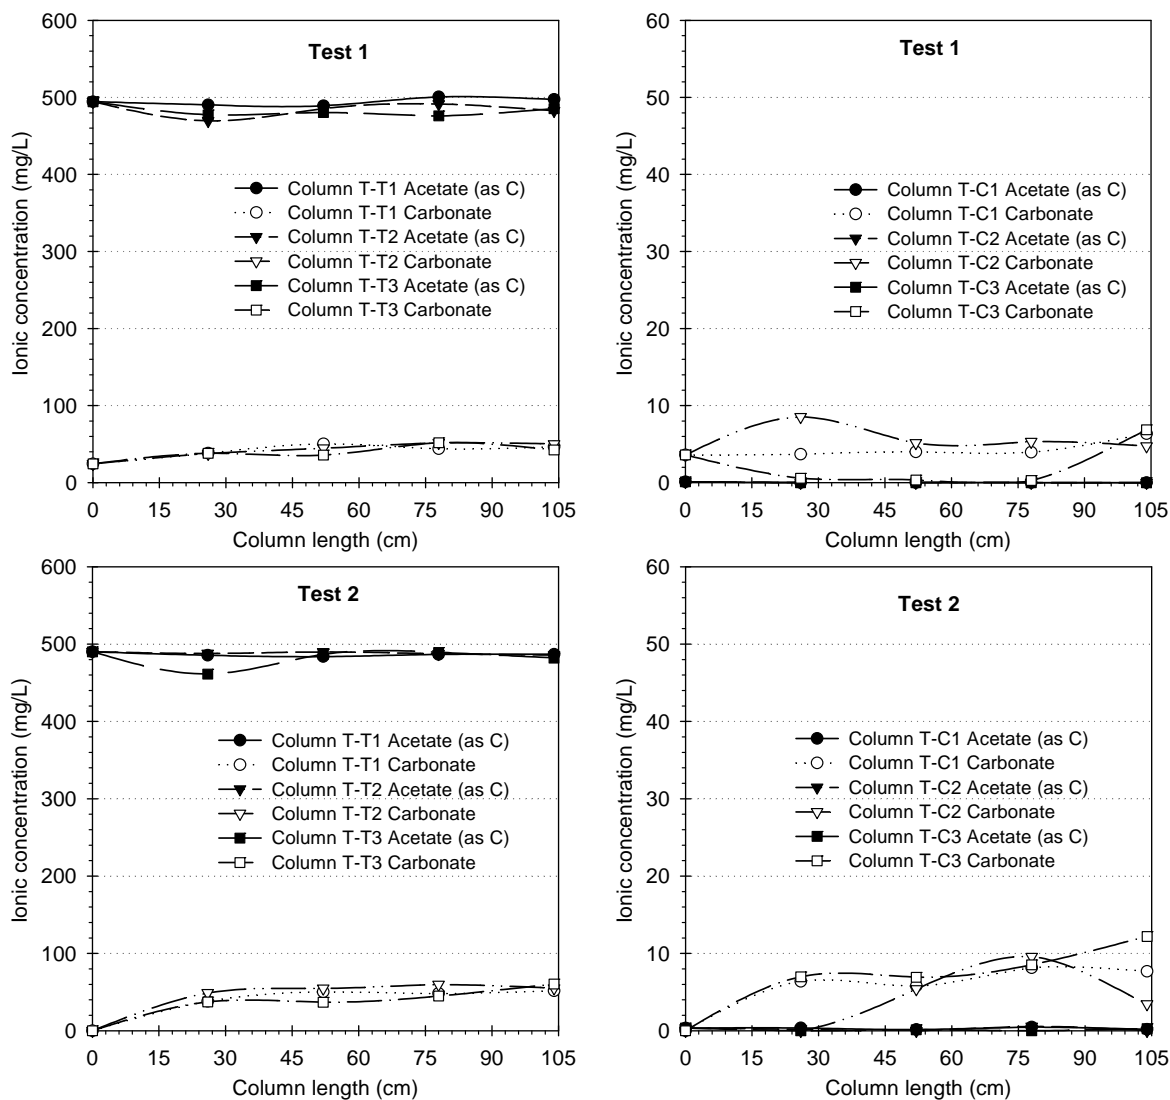 Test 1
Ionic concentration (mg/L)
600
500
400
300
200
100
0
Column T-T1 Acetate (as C)
Column T-T1 Carbonate
Column T-T2 Acetate (as C)
Column T-T2 Carbonate
Column T-T3 Acetate (as C)
Column T-T3 Carbonate
0 15 30 45 60 75 90 105
Column length (cm)
Test 1
Ionic concentration (mg/L)
60
50
40
30
20
10
0
Column T-C1 Acetate (as C)
Column T-C1 Carbonate
Column T-C2 Acetate (as C)
Column T-C2 Carbonate
Column T-C3 Acetate (as C)
Column T-C3 Carbonate
0 15 30 45 60 75 90 105
Column length (cm)
Test 2
Ionic concentration (mg/L)
600
500
400
300
200
100
0
Column T-T1 Acetate (as C)
Column T-T1 Carbonate
Column T-T2 Acetate (as C)
Column T-T2 Carbonate
Column T-T3 Acetate (as C)
Column T-T3 Carbonate
0 15 30 45 60 75 90 105
Column length (cm)
Test 2
Ionic concentration (mg/L)
60
50
40
30
20
10
0
Column T-C1 Acetate (as C)
Column T-C1 Carbonate
Column T-C2 Acetate (as C)
Column T-C2 Carbonate
Column T-C3 Acetate (as C)
Column T-C3 Carbonate
0 15 30 45 60 75 90 105
Column length (cm)